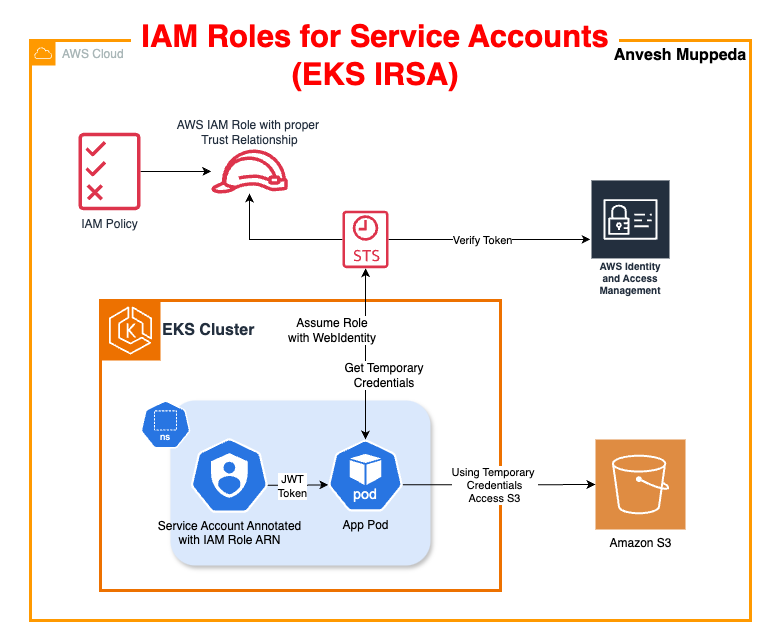 IAM Roles for Service Accounts
(EKS IRSA)
AWS Cloud
Anvesh Muppeda
AWS IAM Role with proper
Trust Relationship
IAM Policy
STS
Verify Token
AWS Identity
and Access
Management
EKS Cluster
Assume Role
with WebIdentity
Get Temporary
Credentials
ns
JWT
Token
pod
Using Temporary
Credentials
Access S3
Service Account Annotated
with IAM Role ARN
App Pod
Amazon S3
K